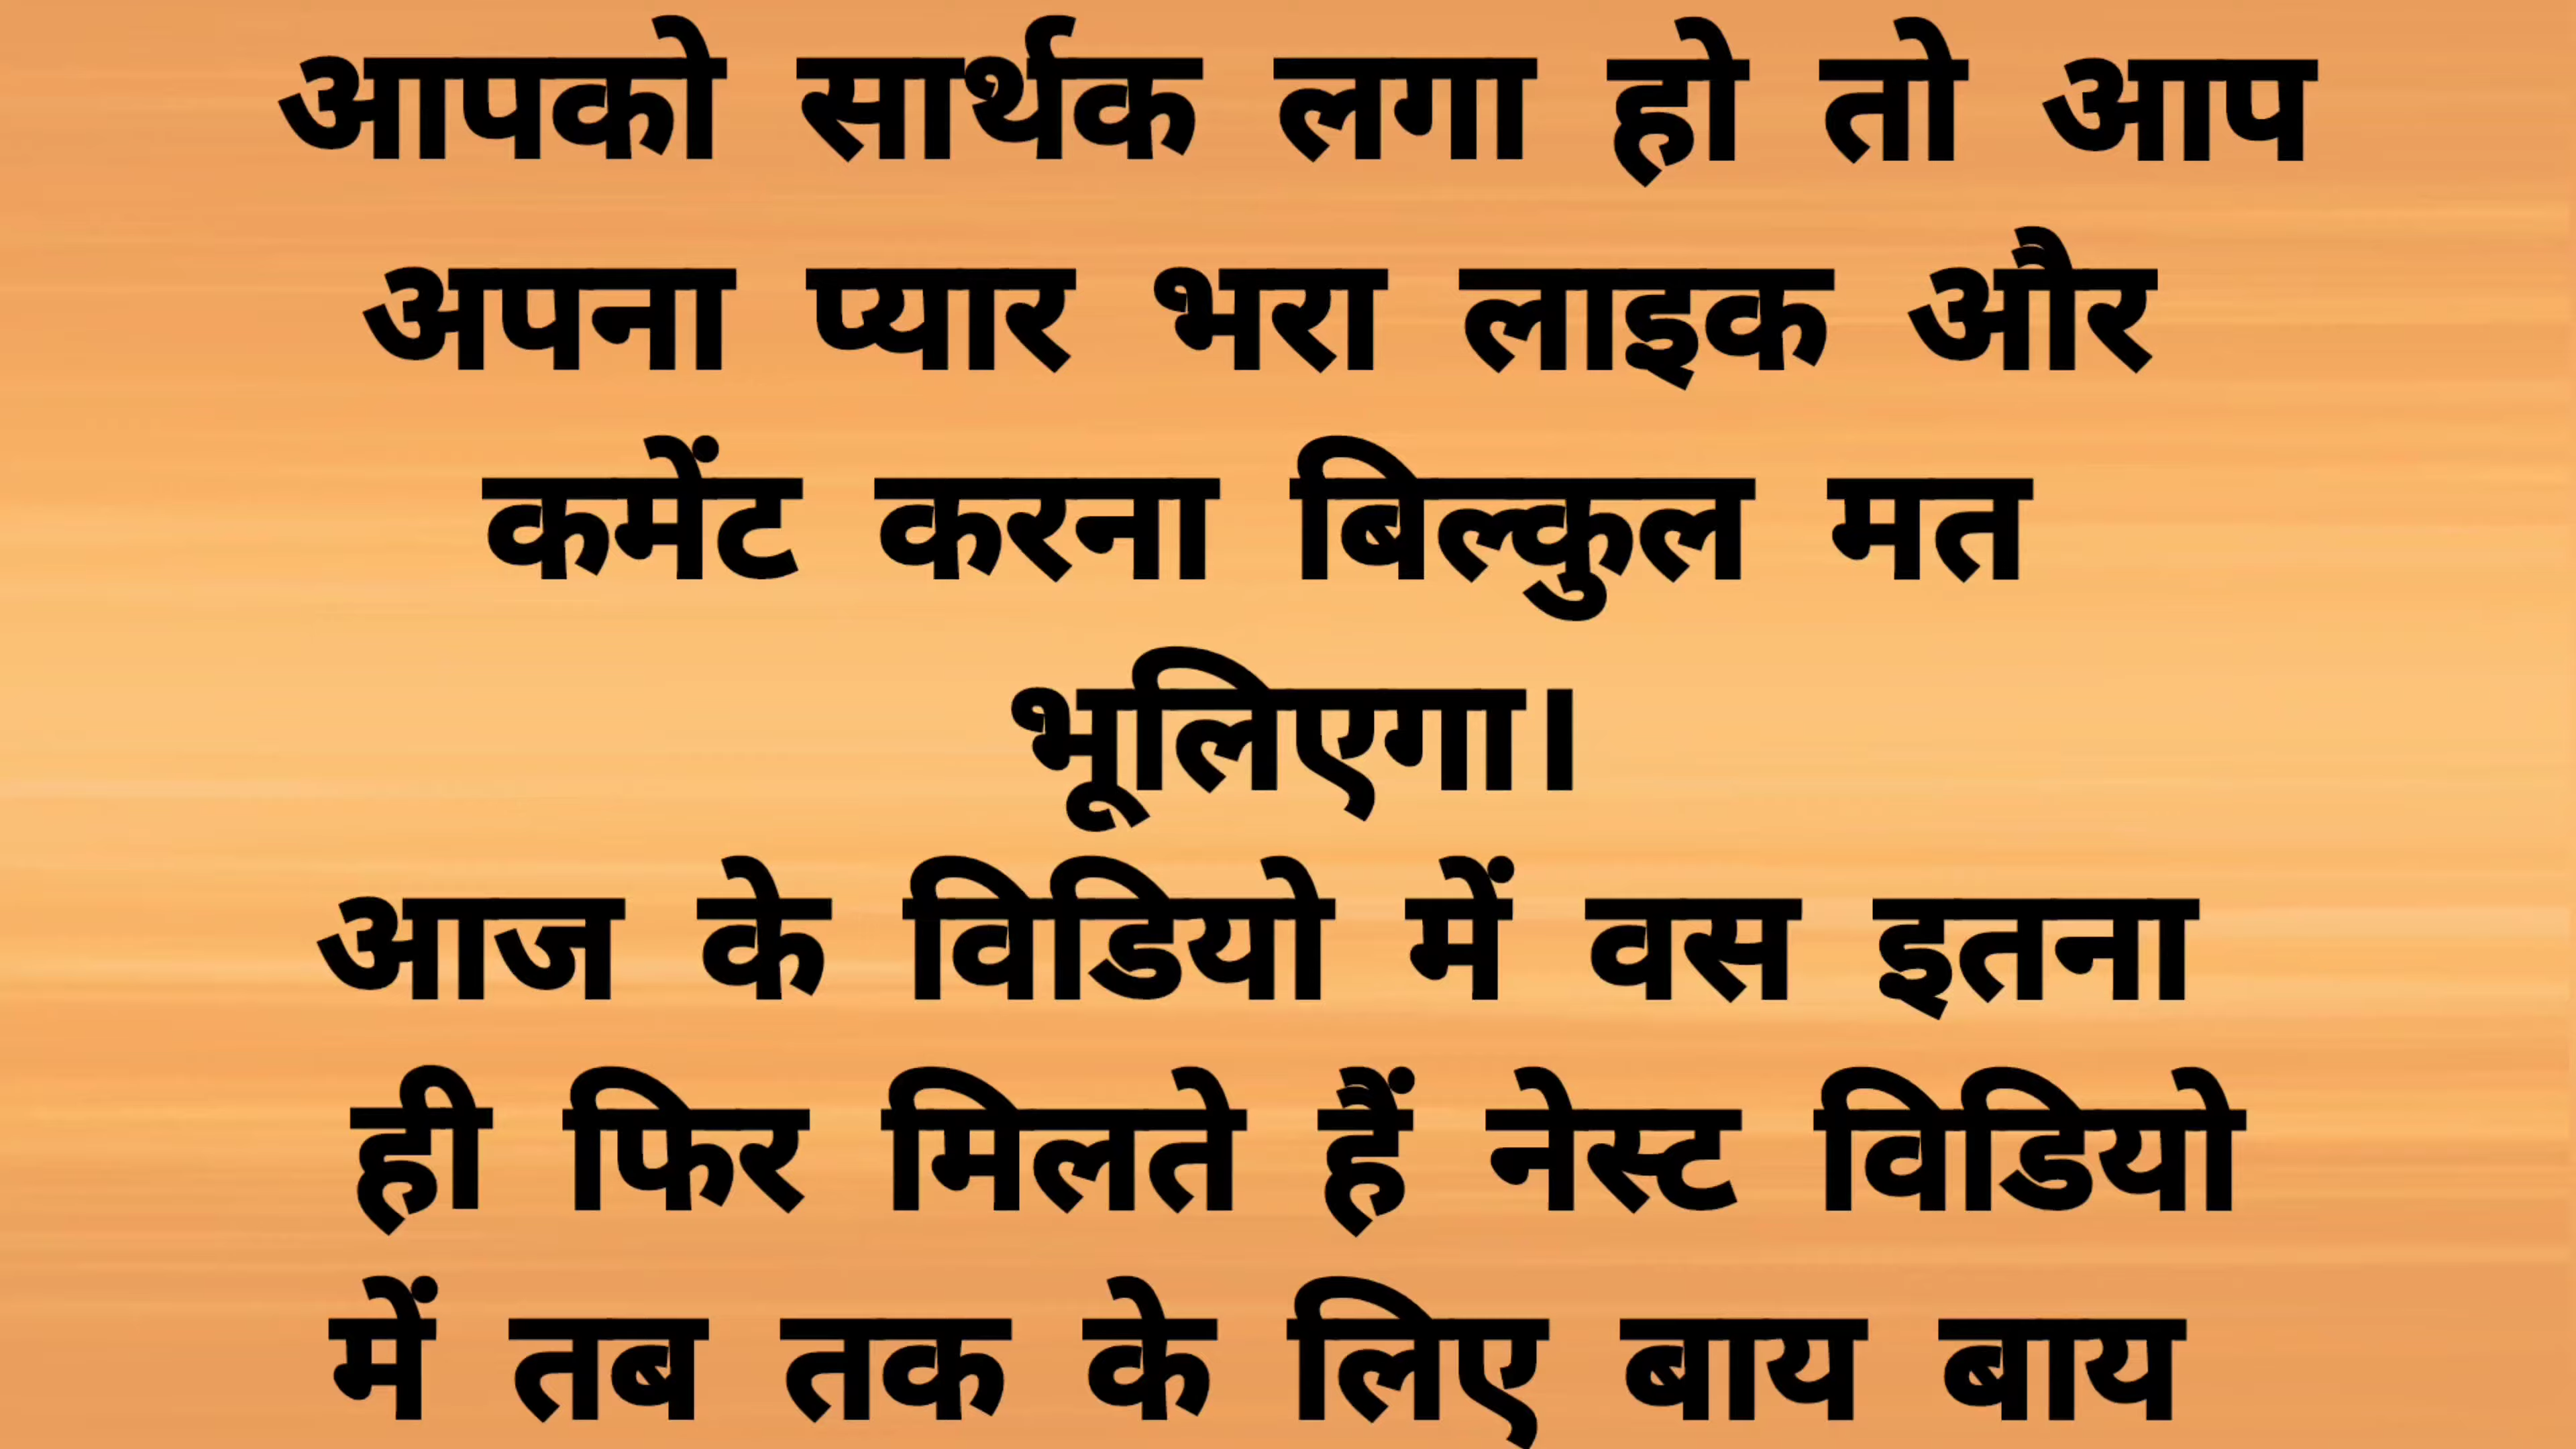 आपको सार्थक लगा हो तो आप
अपना प्यार भरा लाइक और
कमेंट करना बिल्कुल मत
भूलिएगा।
आज के विडियो में वस इतना
ही फिर मिलते हैं नेस्ट विडियो
में तब तक के लिए बाय बाय